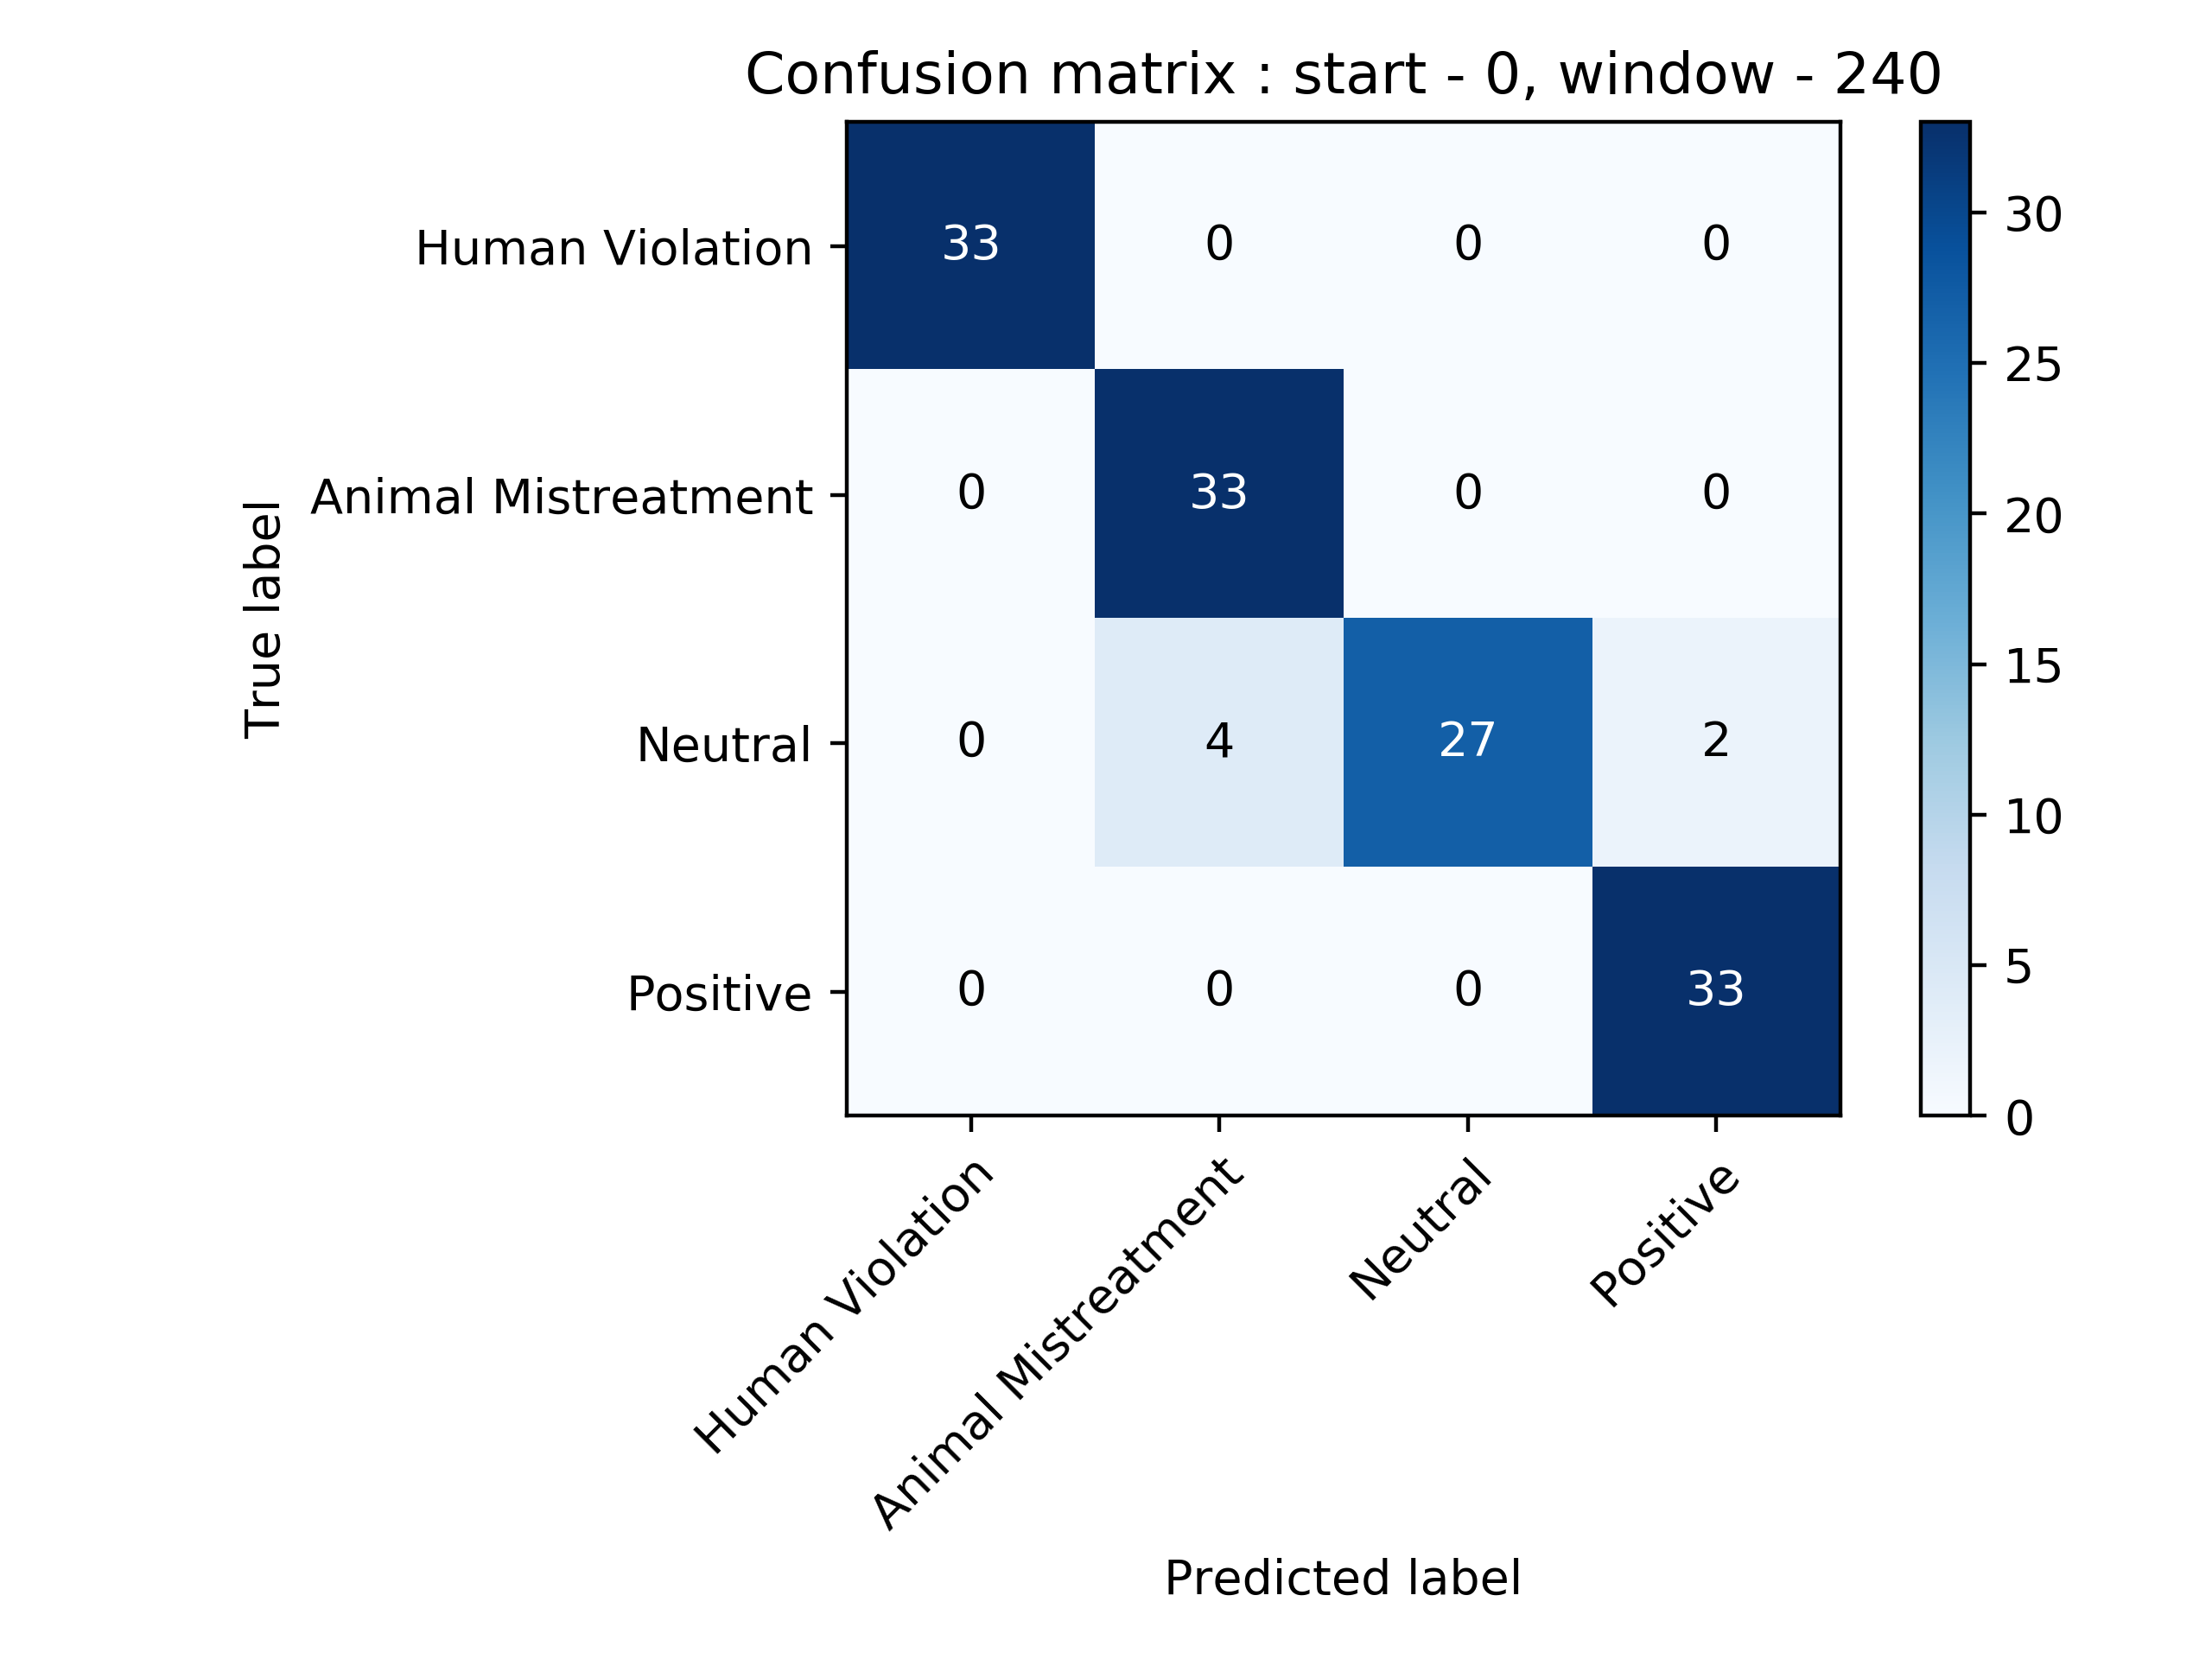 Confusion matrix : start - 0, window - 240
Human Violation 33 0 0 0
Animal Mistreatment 0 33 0 0
Neutral 0 4 27 2
Positive 0 0 0 33
True label
Human Violation
Animal Mistreatment
Neutral
Positive
Predicted label
30
25
20
15
10
5
0